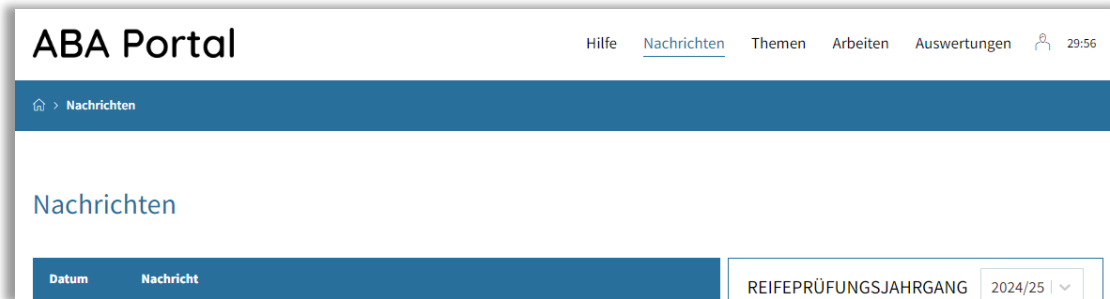 ABA Portal
Hilfe Nachrichten Themen Arbeiten Auswertungen 29:56
> Nachrichten
Nachrichten
Datum Nachricht
REIFEPRÜFUNGSJAHRGANG 2024/25